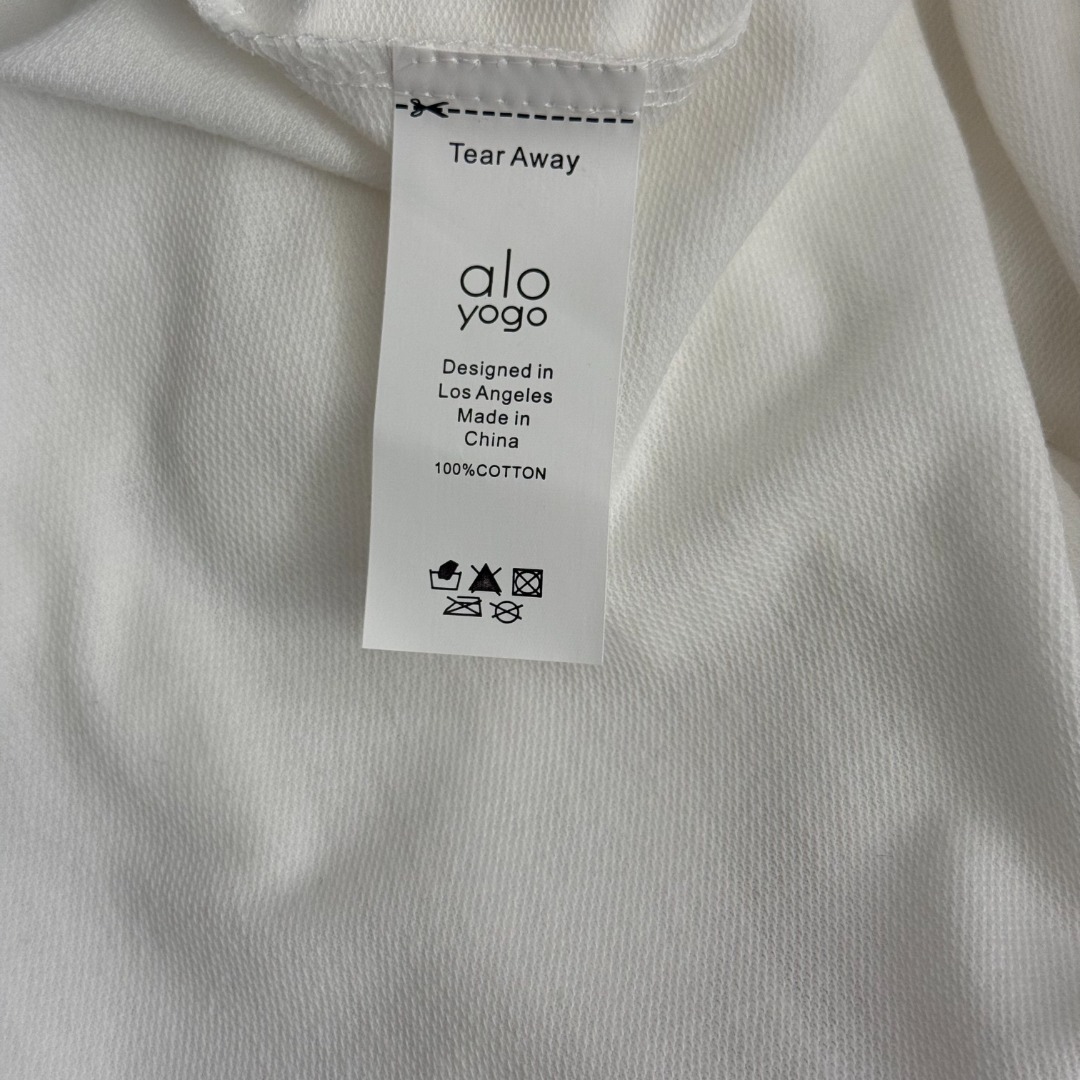 Tear Away
alo
yogo
Designed in
Los Angeles
Made in
China
100%COTTON